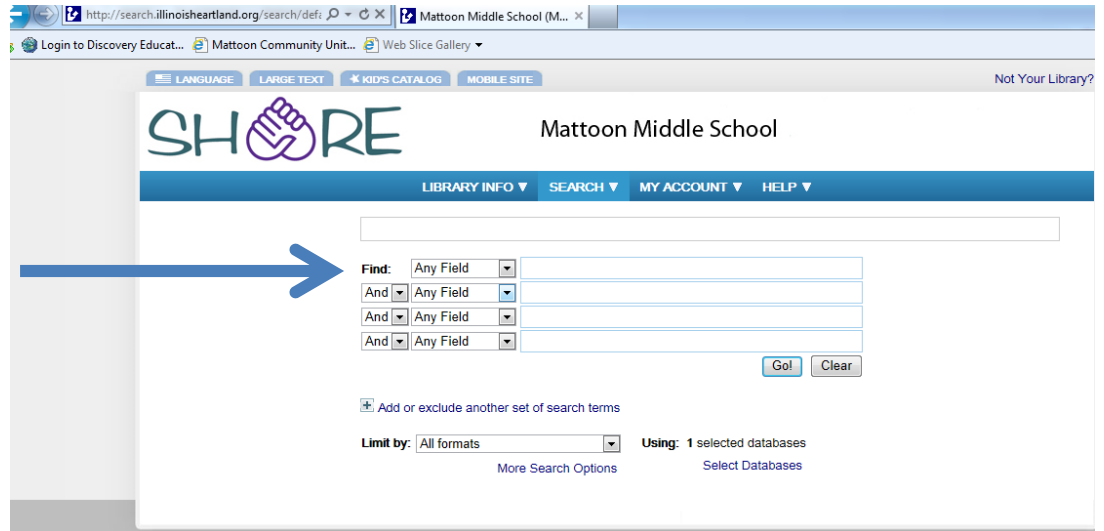 http://search.illinoisheartland.org/search/defa
Mattoon Middle School (M...
Login to Discovery Educat... Mattoon Community Unit... Web Slice Gallery
LANGUAGE LARGE TEXT KID'S CATALOG MOBILE SITE Not Your Library?
SHARE Mattoon Middle School
LIBRARY INFO SEARCH MY ACCOUNT HELP
Find: Any Field
And Any Field
And Any Field
And Any Field
Go! Clear
Add or exclude another set of search terms
Limit by: All formats Using: 1 selected databases
More Search Options Select Databases